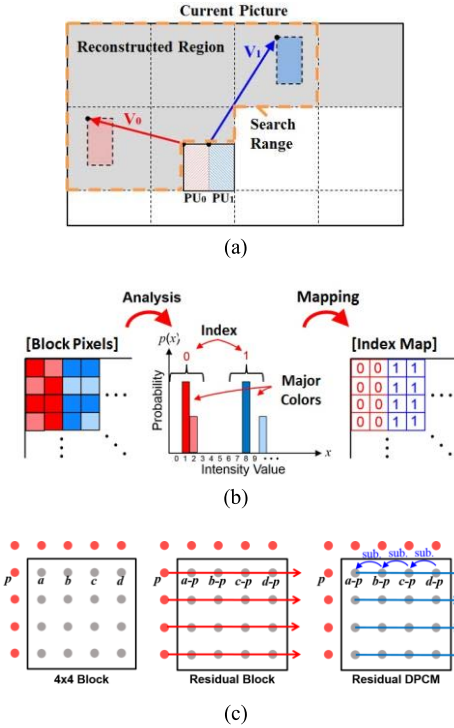 Current Picture
Reconstructed Region
V1
V0
Search
Range
PU0 PU1
(a)
Analysis Mapping
[Block Pixels] p(x) Index [Index Map]
0 1
Probability
Major
Colors
0 1 2 3 4 5 6 7 8 9 ••• x
Intensity Value
0 0 1 1
0 0 1 1
0 0 1 1
0 0 1 1
(b)
p a b c d
4x4 Block
p a-p b-p c-p d-p
Residual Block
sub. sub. sub.
p a-p b-p c-p d-p
Residual DPCM
(c)